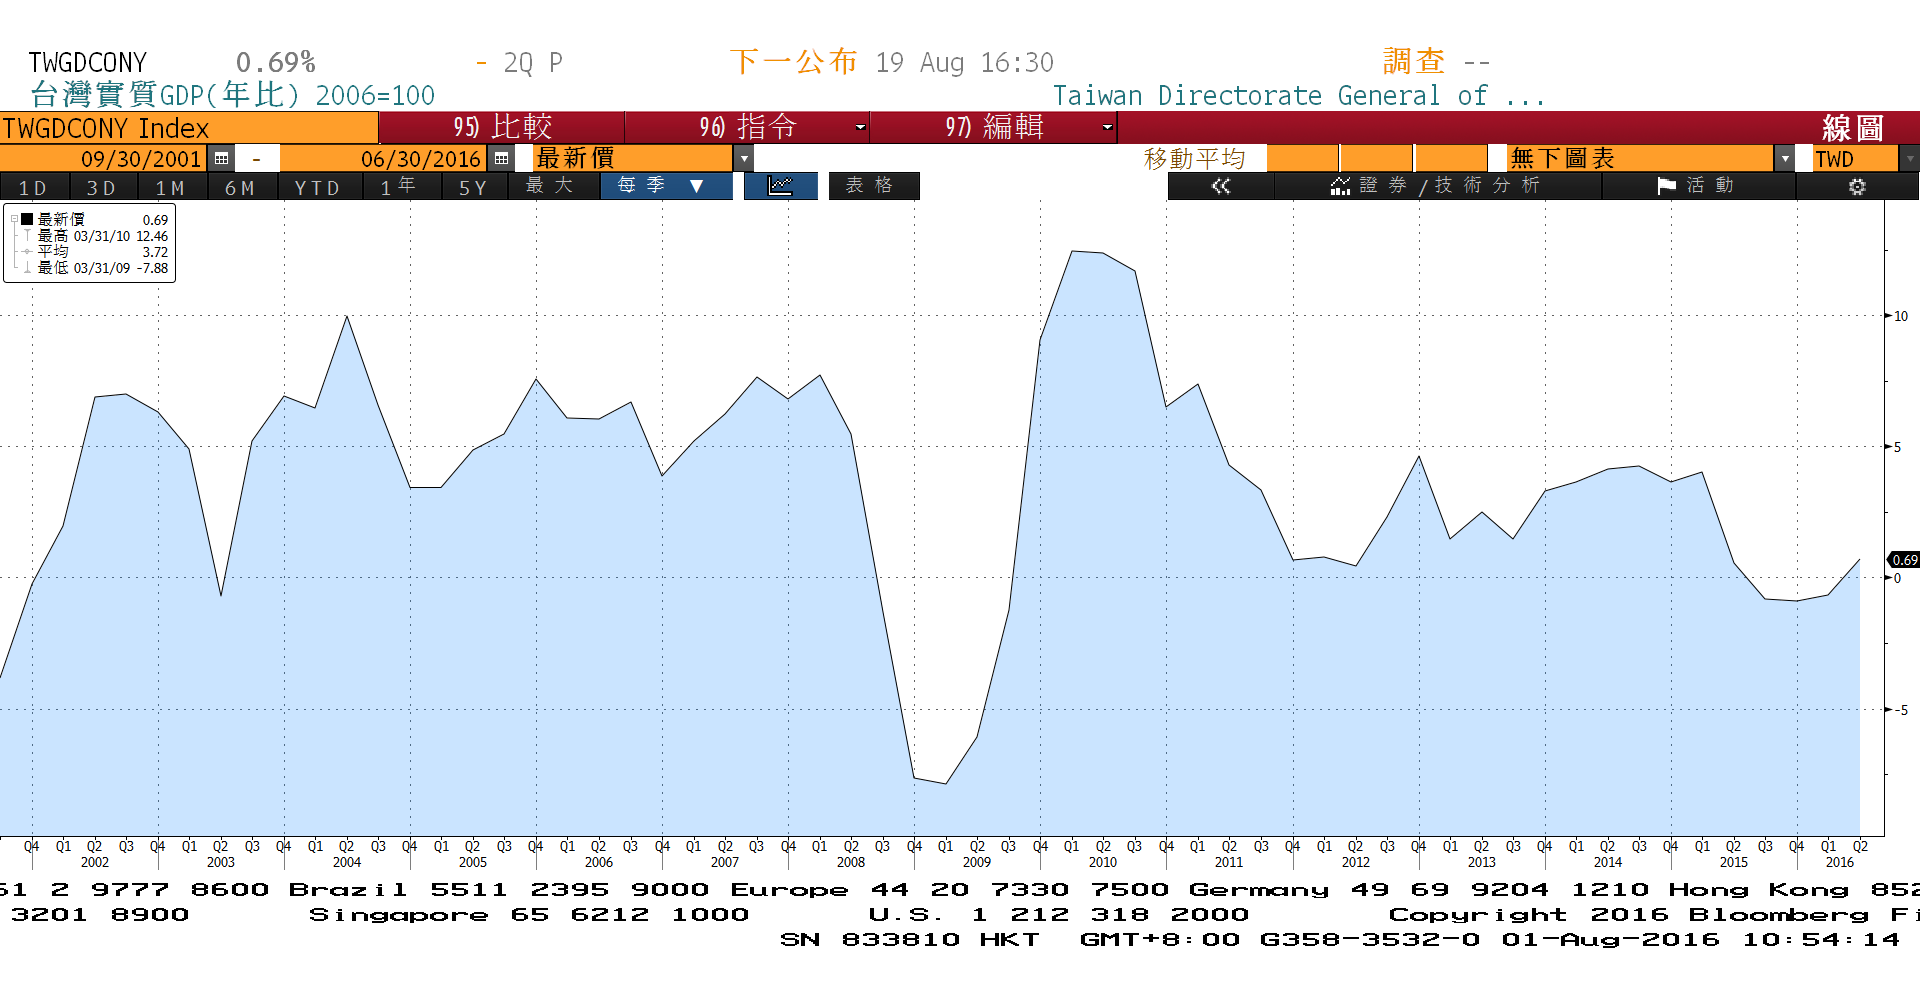 TWGDCONY 0.69% - 2Q P 下一公布 19 Aug 16:30 調查 --
台灣實質GDP(年比) 2006=100 Taiwan Directorate General of ...
TWGDCONY Index 95) 比較 96) 指令 97) 編輯 線圖
09/30/2001 - 06/30/2016 最新價 移動平均 無下圖表 TWD
1D 3D 1M 6M YTD 1年 5Y 最大 每季 ▼ 表格 « 證券/技術分析 活動
最新價 0.69
最高 03/31/10 12.46
平均 3.72
最低 03/31/09 -7.88
10
5
0.69
0
-5
Q4 Q1 Q2 Q3 Q4 Q1 Q2 Q3 Q4 Q1 Q2 Q3 Q4 Q1 Q2 Q3 Q4 Q1 Q2 Q3 Q4 Q1 Q2 Q3 Q4 Q1 Q2 Q3 Q4 Q1 Q2 Q3 Q4 Q1 Q2 Q3 Q4 Q1 Q2 Q3 Q4 Q1 Q2 Q3 Q4 Q1 Q2 Q3 Q4 Q1 Q2 Q3 Q4 Q1 Q2 Q3 Q4 Q1 Q2
2002 2003 2004 2005 2006 2007 2008 2009 2010 2011 2012 2013 2014 2015 2016
61 2 9777 8600 Brazil 5511 2395 9000 Europe 44 20 7330 7500 Germany 49 69 9204 1210 Hong Kong 852
3201 8900 Singapore 65 6212 1000 U.S. 1 212 318 2000 Copyright 2016 Bloomberg Fi
SN 833810 HKT GMT+8:00 G358-3532-0 01-Aug-2016 10:54:14